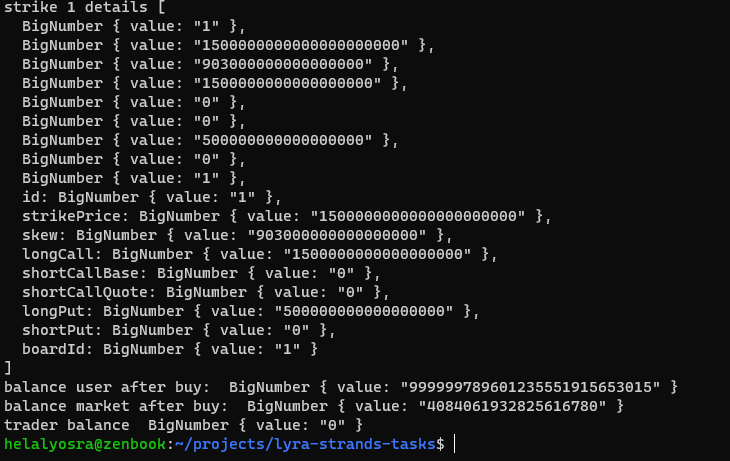 strike 1 details [
  BigNumber { value: "1" },
  BigNumber { value: "1500000000000000000000" },
  BigNumber { value: "903000000000000000" },
  BigNumber { value: "1500000000000000000" },
  BigNumber { value: "0" },
  BigNumber { value: "0" },
  BigNumber { value: "500000000000000000" },
  BigNumber { value: "0" },
  BigNumber { value: "1" },
  id: BigNumber { value: "1" },
  strikePrice: BigNumber { value: "1500000000000000000000" },
  skew: BigNumber { value: "903000000000000000" },
  longCall: BigNumber { value: "1500000000000000000" },
  shortCallBase: BigNumber { value: "0" },
  shortCallQuote: BigNumber { value: "0" },
  longPut: BigNumber { value: "500000000000000000" },
  shortPut: BigNumber { value: "0" },
  boardId: BigNumber { value: "1" }
]
balance user after buy:  BigNumber { value: "999999789601235551915653015" }
balance market after buy:  BigNumber { value: "4084061932825616780" }
trader balance  BigNumber { value: "0" }
helalyosra@zenbook:~/projects/lyra-strands-tasks$